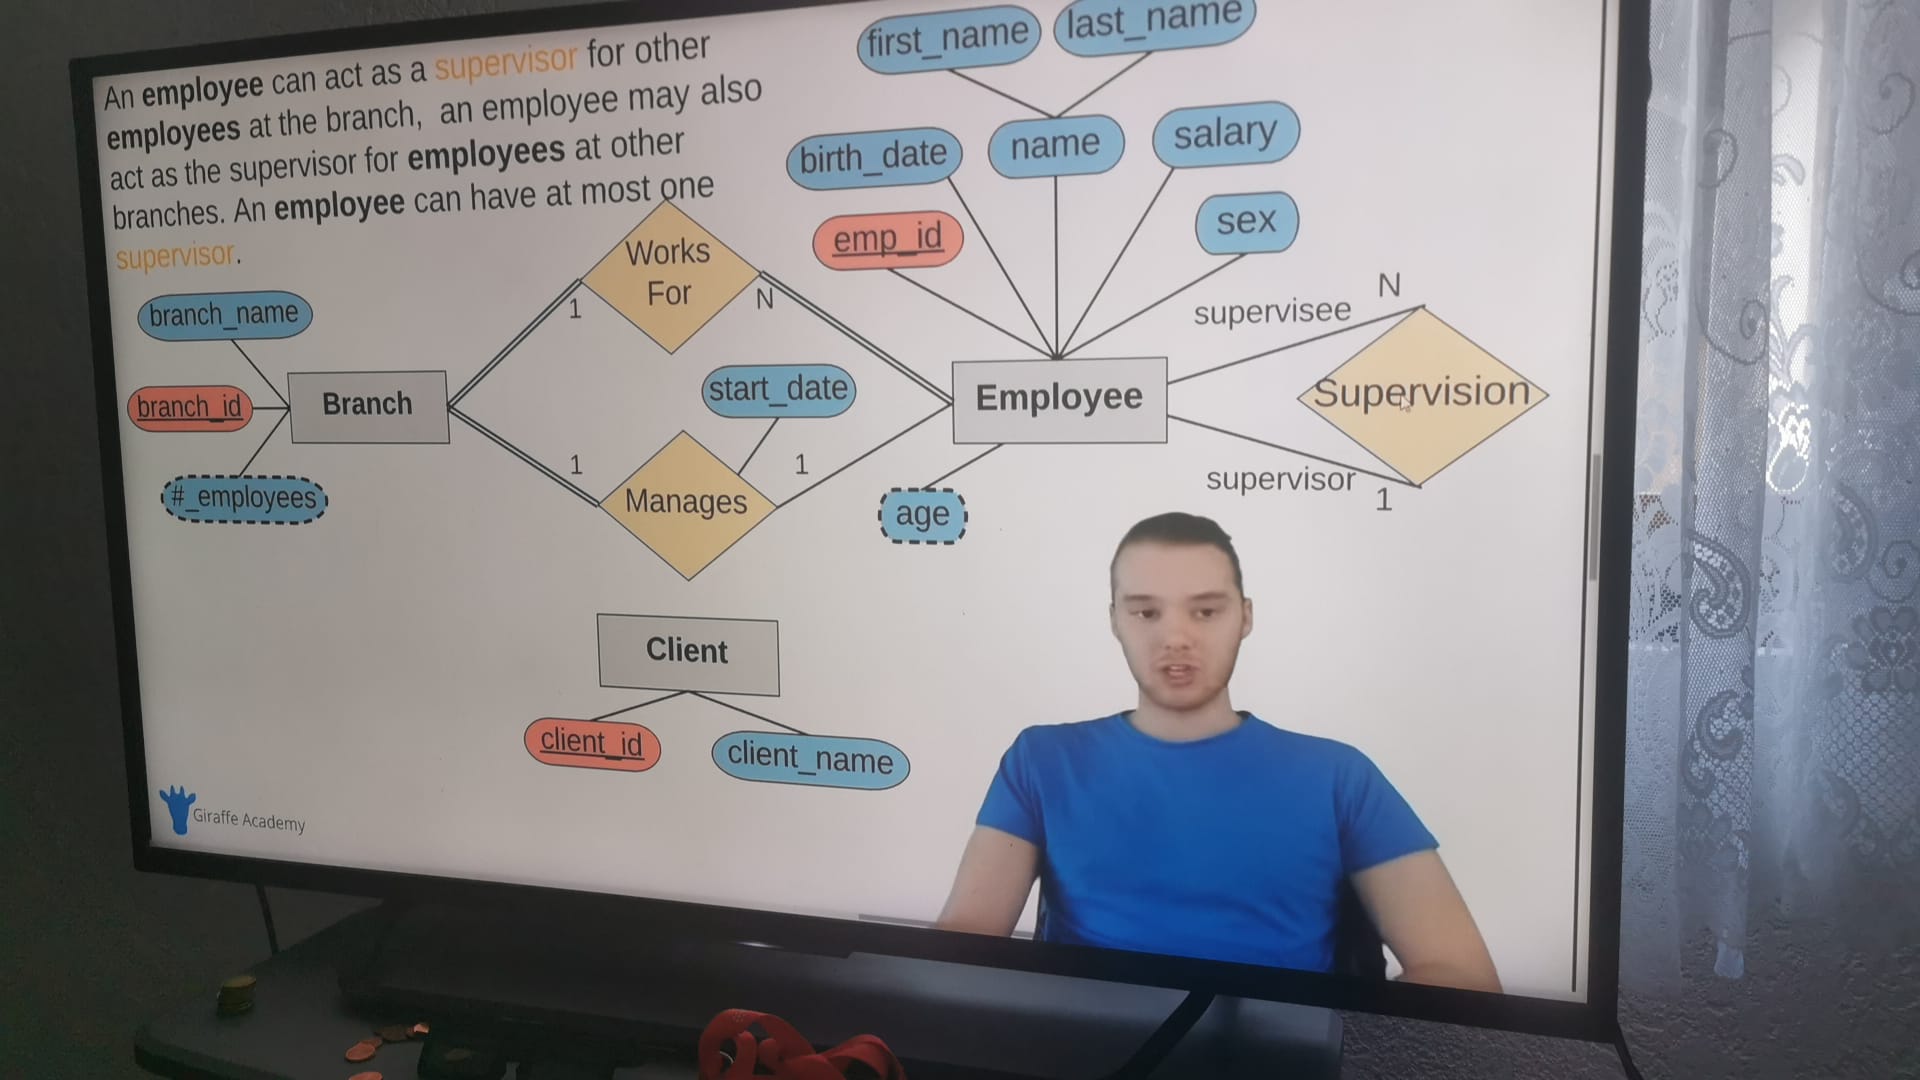 An employee can act as a supervisor for other
employees at the branch, an employee may also
act as the supervisor for employees at other
branches. An employee can have at most one
supervisor.
first_name
last_name
birth_date
name
salary
emp_id
sex
Works
For
1
N
supervisee
N
branch_name
branch_id
#_employees
Branch
start_date
Employee
Supervision
1
Manages
1
age
supervisor
1
Client
client_id
client_name
Giraffe Academy